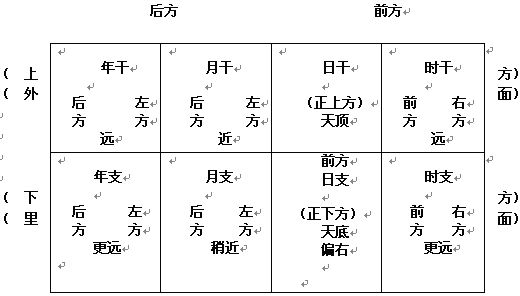 后方 前方
年干 月干 日干 时干
(上 方)
(外 面)
后 左 后 左 (正上方) 前 右
方 方 方 方 天顶 方 方
远 近 远
前方
年支 月支 日支 时支
(下 后 左 后 左 (正下方) 前 右 方)
(里 方 方 方 方 天底 方 方 面)
更远 稍近 偏右 更远